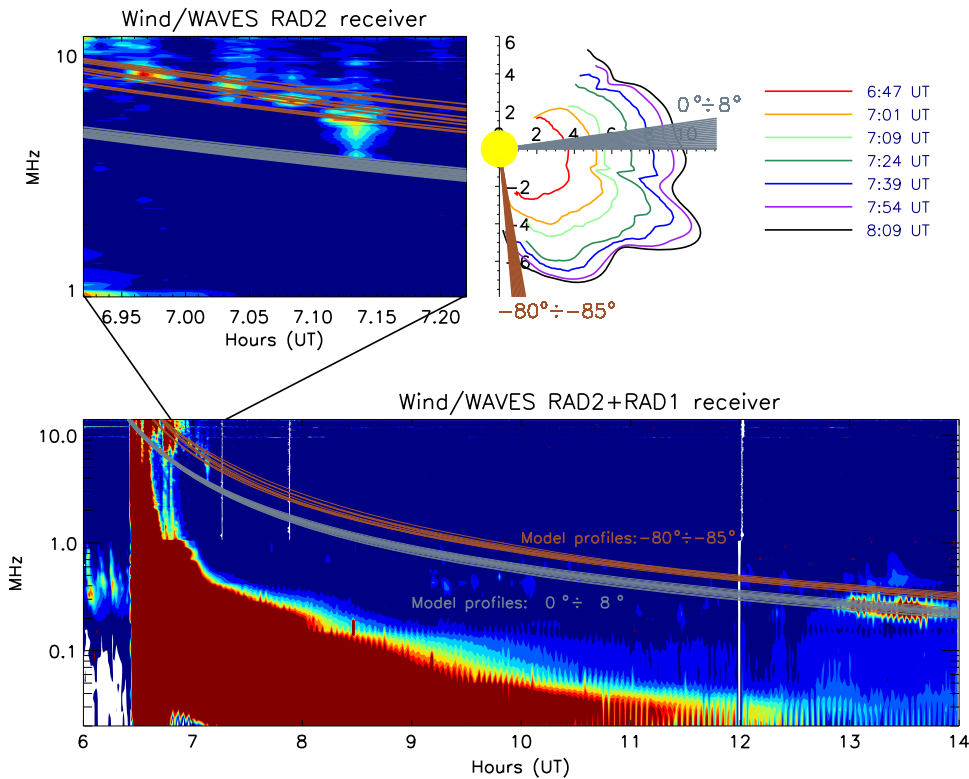 Wind/WAVES RAD2 receiver
10
MHz
1
6.95 7.00 7.05 7.10 7.15 7.20
Hours (UT)
6
4
2
0°÷8°
2 4 6 8 10
−2
−4
−6
−80°÷−85°
6:47 UT
7:01 UT
7:09 UT
7:24 UT
7:39 UT
7:54 UT
8:09 UT
Wind/WAVES RAD2+RAD1 receiver
10.0
1.0
0.1
MHz
Model profiles:−80°÷−85°
Model profiles: 0°÷ 8°
6 7 8 9 10 11 12 13 14
Hours (UT)